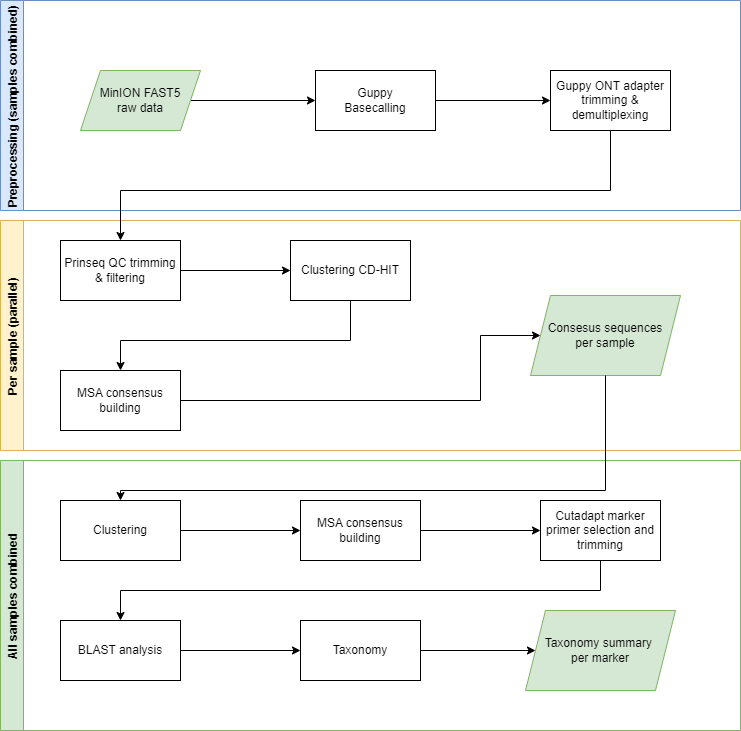 Preprocessing (samples combined)
MinION FAST5
raw data
Guppy
Basecalling
Guppy ONT adapter
trimming &
demultiplexing
Per sample (parallel)
Prinseq QC trimming
& filtering
Clustering CD-HIT
MSA consensus
building
Consesus sequences
per sample
All samples combined
Clustering
MSA consensus
building
Cutadapt marker
primer selection and
trimming
BLAST analysis
Taxonomy
Taxonomy summary
per marker